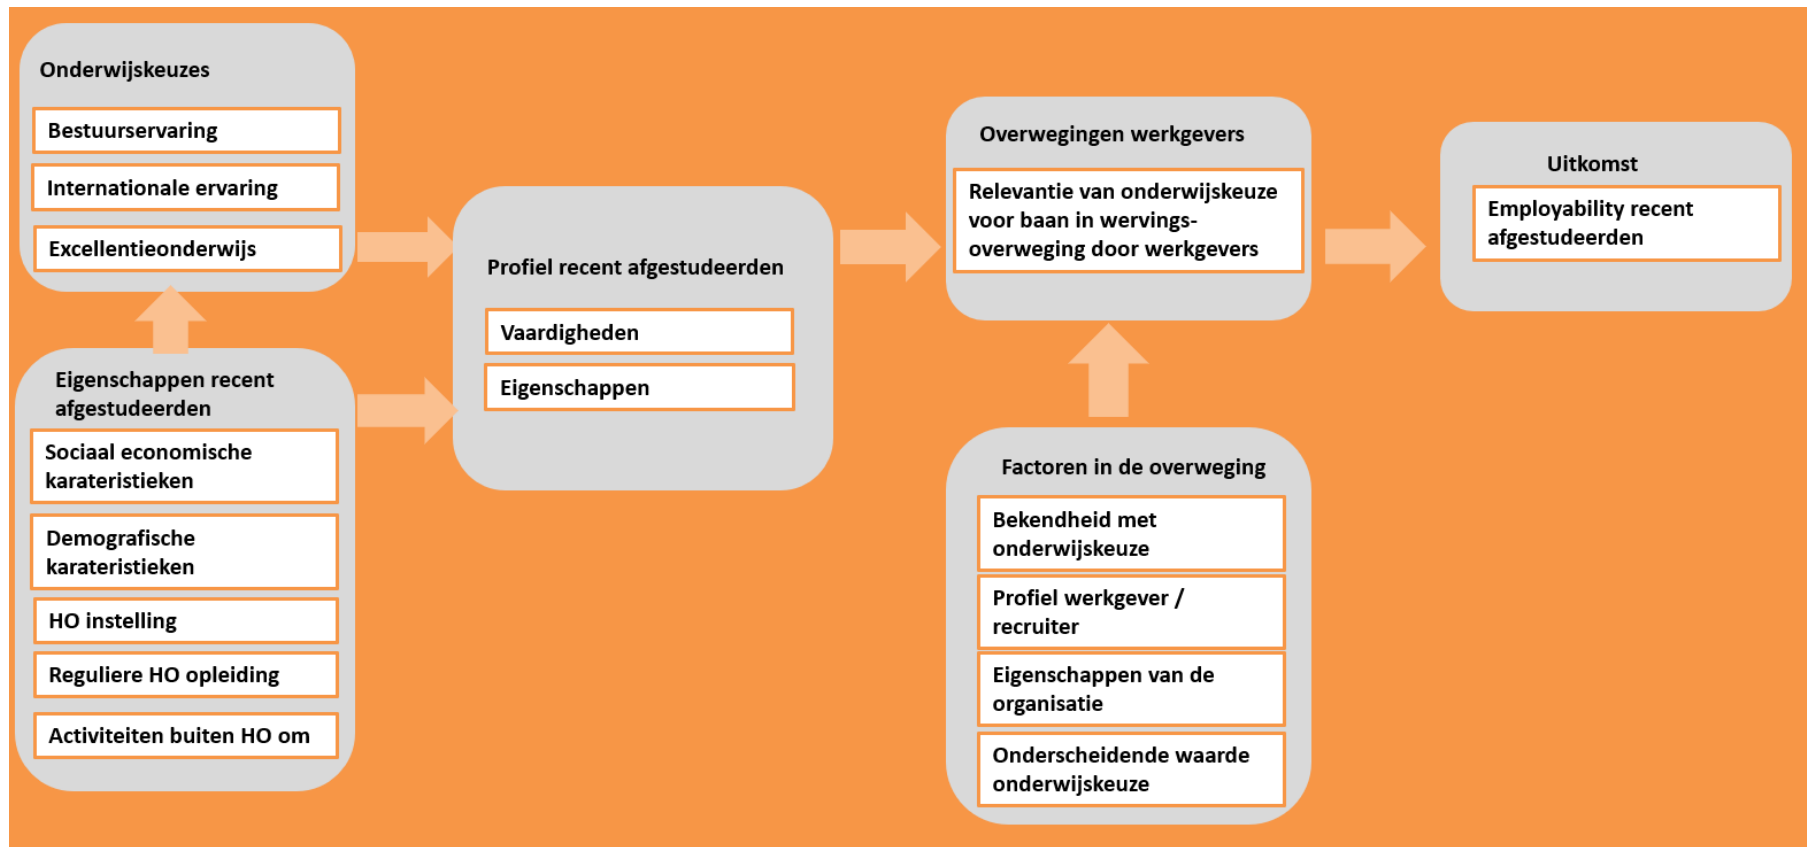 Onderwijskeuzes
Bestuurservaring
Internationale ervaring
Excellentieonderwijs
Eigenschappen recent
afgestudeerden
Sociaal economische
karateristieken
Demografische
karateristieken
HO instelling
Reguliere HO opleiding
Activiteiten buiten HO om
Profiel recent afgestudeerden
Vaardigheden
Eigenschappen
Overwegingen werkgevers
Relevantie van onderwijskeuze
voor baan in wervings-
overweging door werkgevers
Factoren in de overweging
Bekendheid met
onderwijskeuze
Profiel werkgever /
recruiter
Eigenschappen van de
organisatie
Onderscheidende waarde
onderwijskeuze
Uitkomst
Employability recent
afgestudeerden